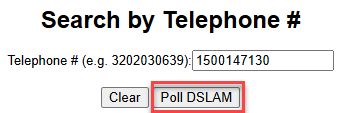 Search by Telephone #
Telephone # (e.g. 3202030639): 1500147130
Clear Poll DSLAM